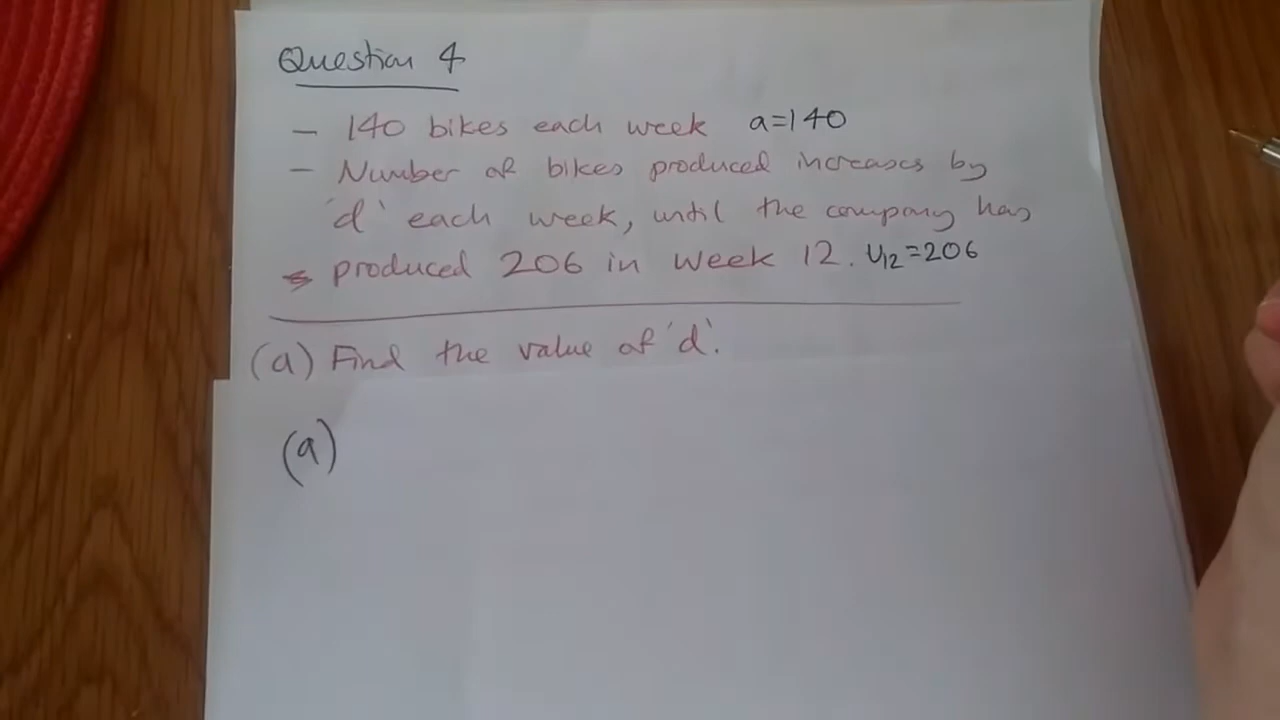 Question 4
- 140 bikes each week a=140
- Number of bikes produced increases by
'd' each week, until the company has
produced 206 in week 12. U12=206
(a) Find the value of 'd'.
(a)